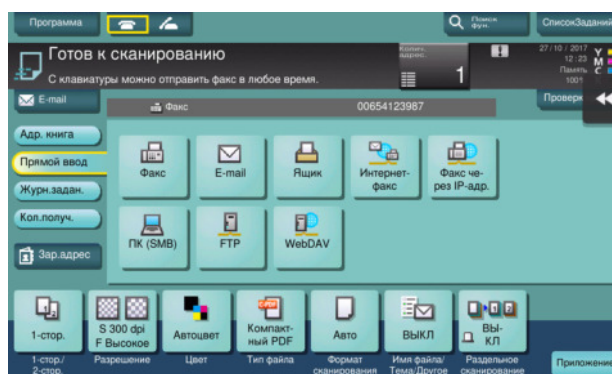 Программа
Поиск
фун.
СписокЗаданий
Готов к сканированию
С клавиатуры можно отправить факс в любое время.
Колич.
адрес.
1
27/10/2017
12:23
Память
100%
Y
M
C
E-mail
Факс
00654123987
Проверк
Адр. книга
Прямой ввод
Журн.задан.
Кол.получ.
Зар.адрес
Факс
E-mail
Ящик
Интернет-
факс
Факс че-
рез IP-адр.
ПК (SMB)
FTP
WebDAV
1-стор.
S 300 dpi
F Высокое
Автоцвет
C-PDF
Компакт-
ный PDF
Авто
ВЫКЛ
ВЫ-
КЛ
1-стор./
2-стор.
Разрешение
Цвет
Тип файла
Формат
сканирования
Имя файла/
Тема/Другое
Раздельное
сканирование
Приложение